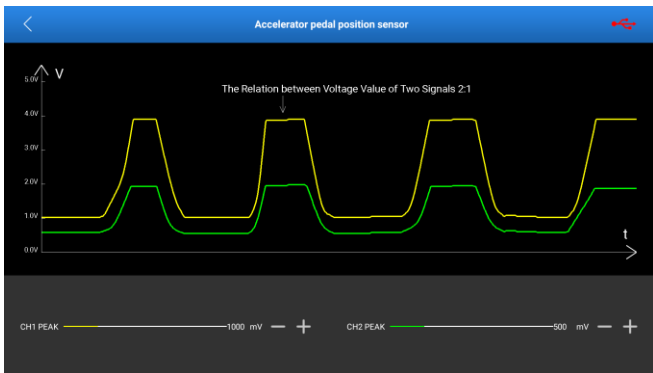 Accelerator pedal position sensor
V
5.0V
The Relation between Voltage Value of Two Signals 2:1
4.0V
3.0V
2.0V
1.0V
t
0.0V
CH1 PEAK 1000 mV — + CH2 PEAK 500 mV — +